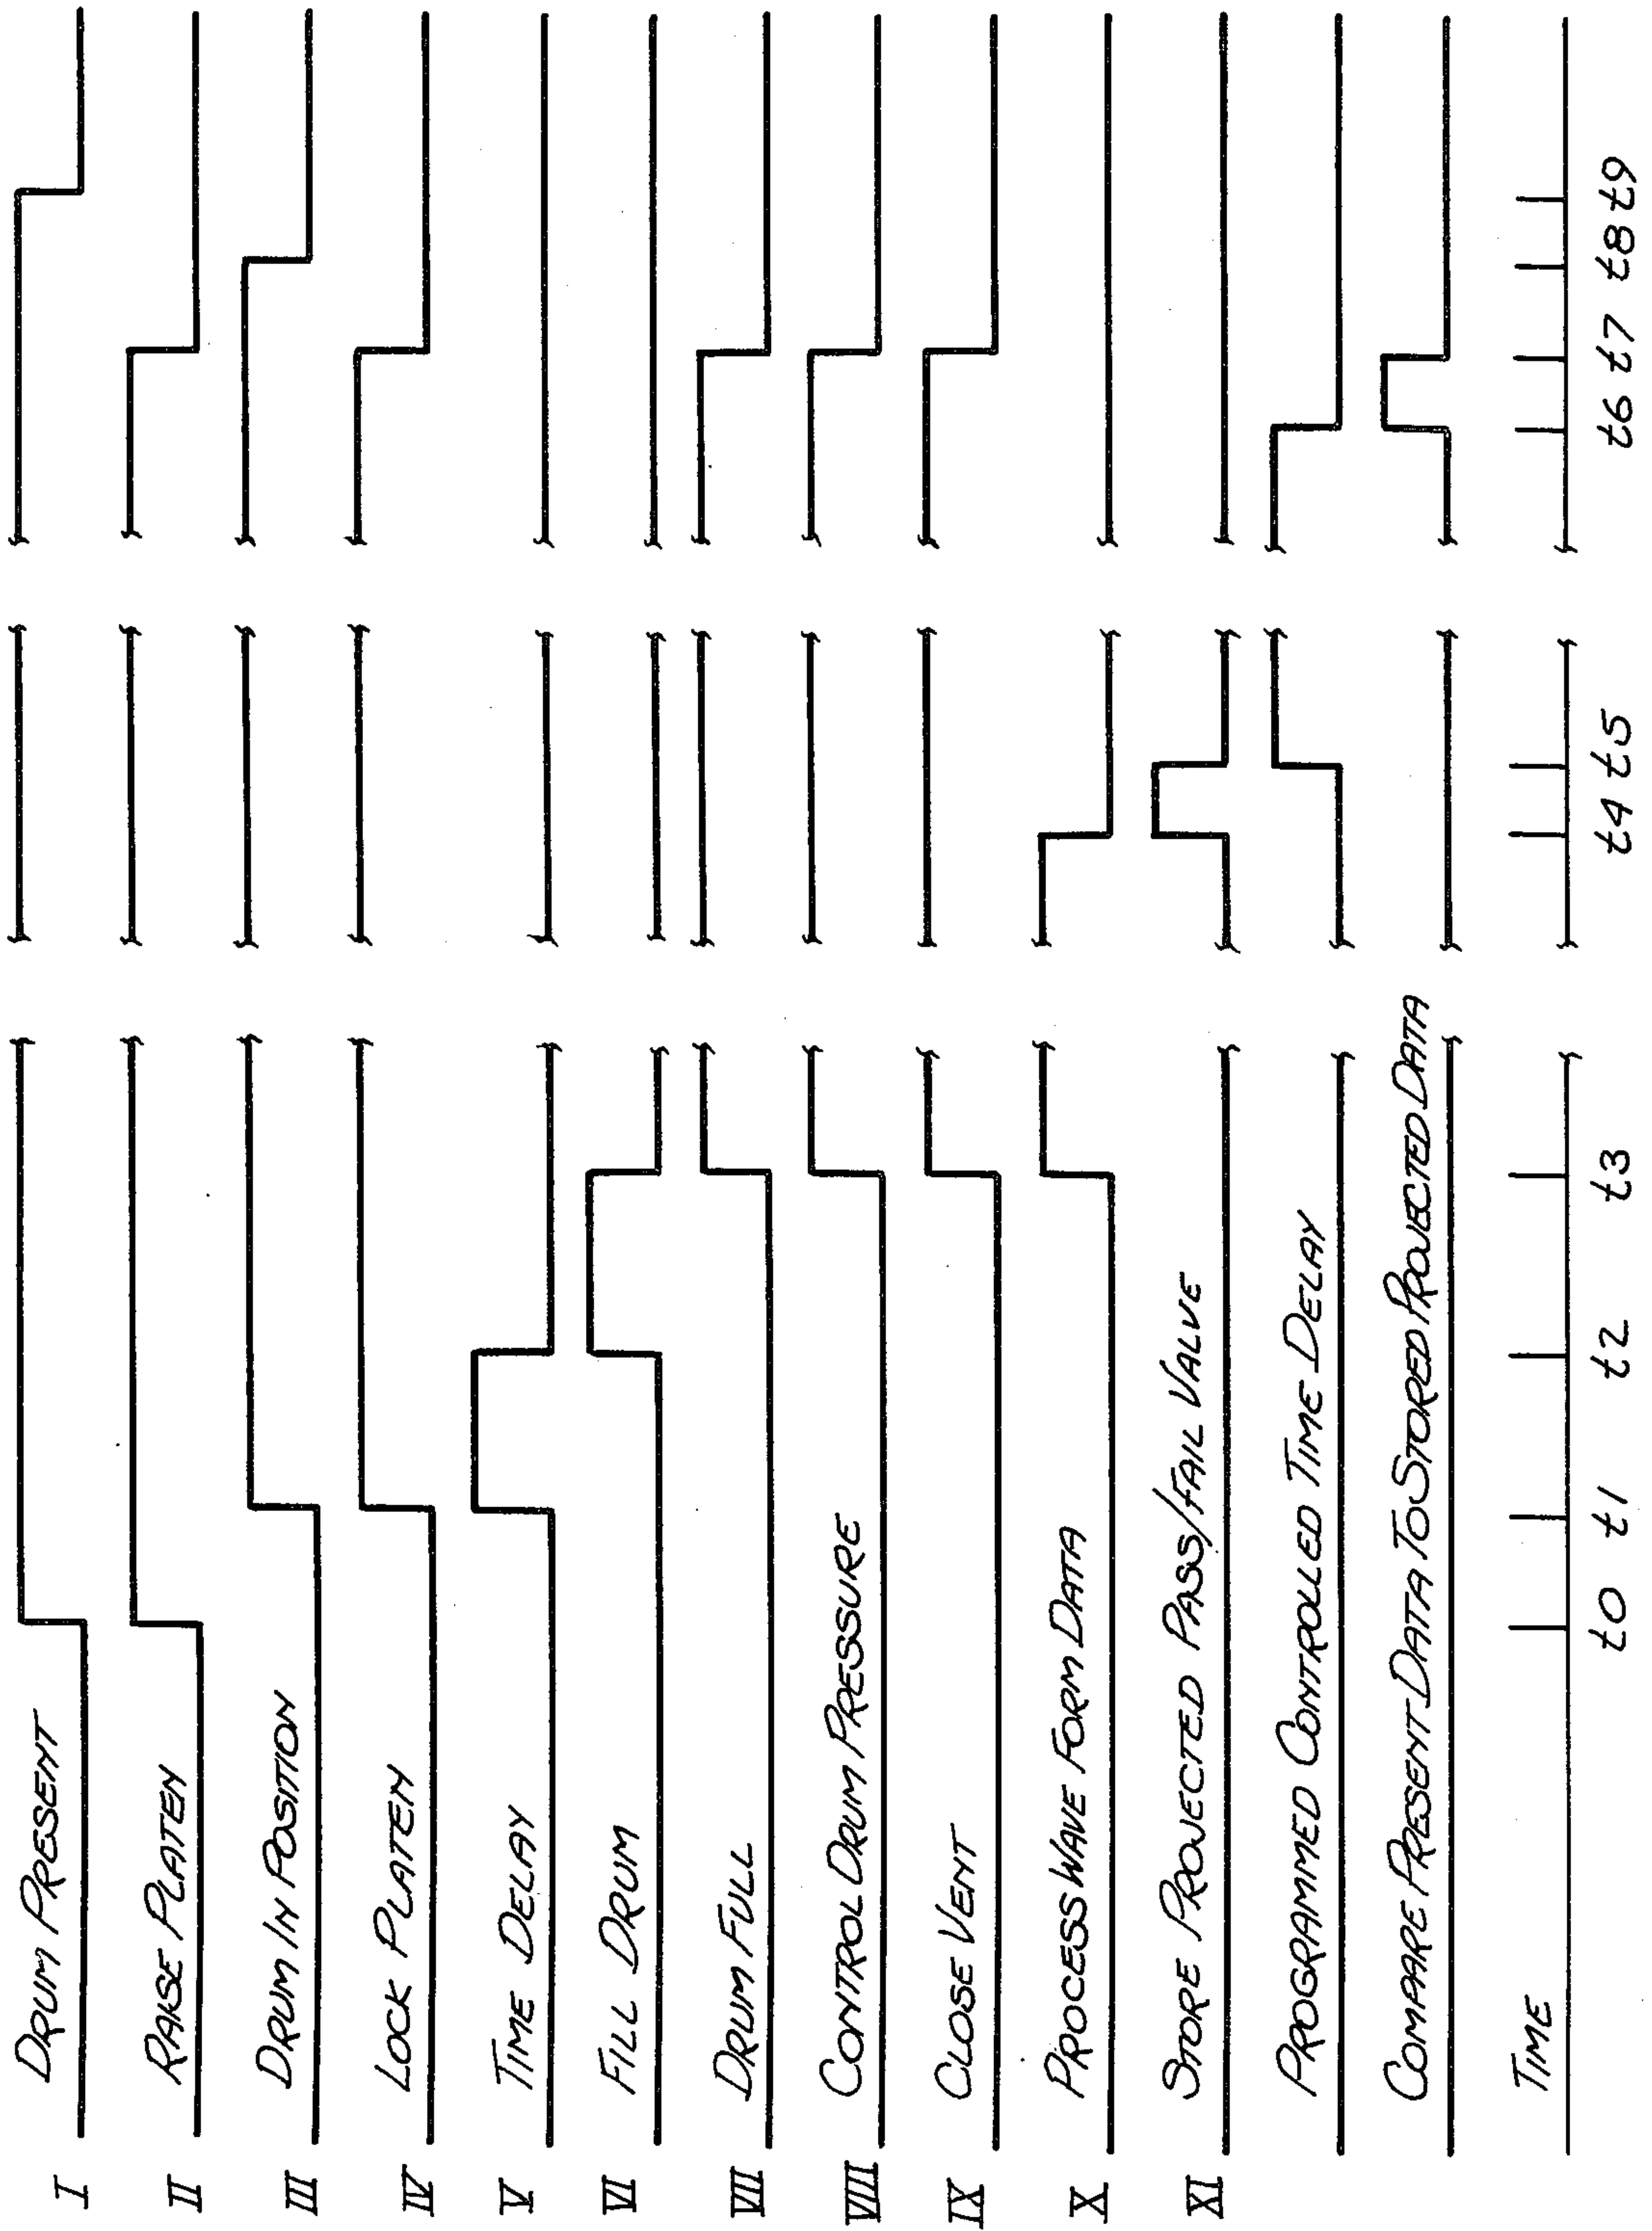 I DRUM PRESENT
II RAISE PLATEN
III DRUM IN POSITION
IV LOCK PLATEN
V TIME DELAY
VI FILL DRUM
VII DRUM FULL
VIII CONTROL DRUM PRESSURE
IX CLOSE VENT
X PROCESS WAVE FORM DATA
XI STORE PROJECTED PASS/FAIL VALVE
PROGRAMMED CONTROLLED TIME DELAY
COMPARE PRESENT DATA TO STORED PROJECTED DATA
TIME
t0 t1 t2 t3 t4 t5 t6 t7 t8 t9